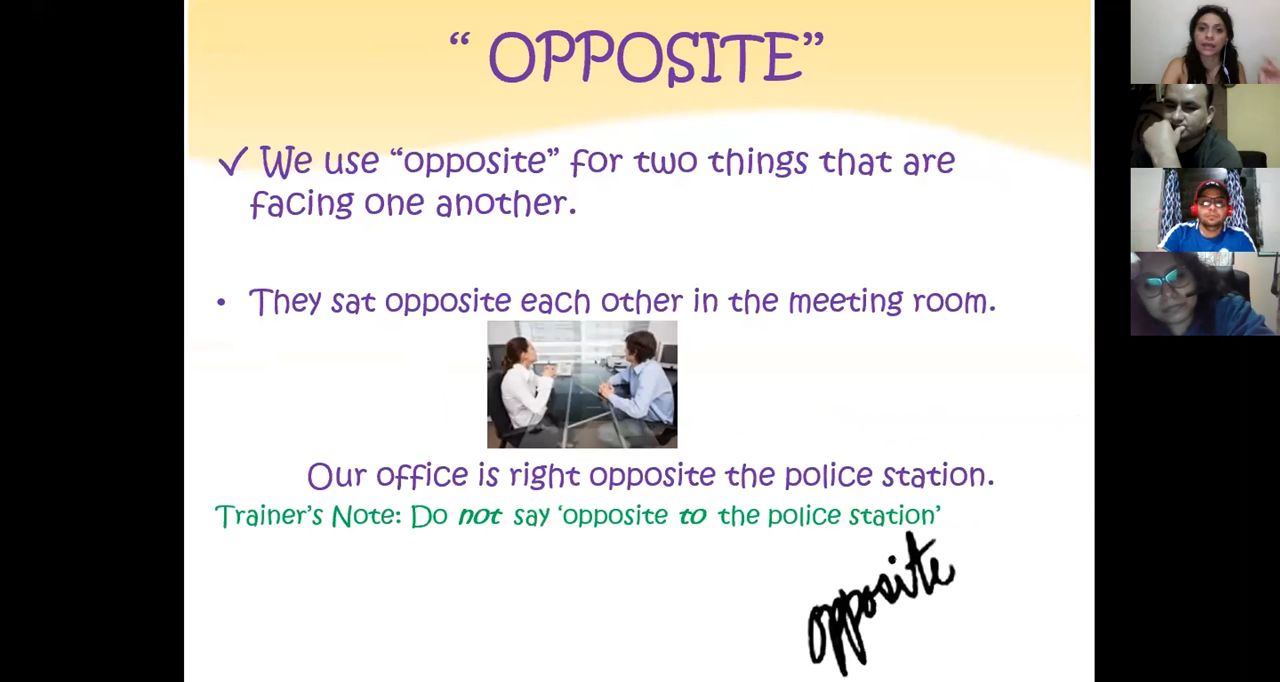 “ OPPOSITE”
✓ We use “opposite” for two things that are
facing one another.
• They sat opposite each other in the meeting room.
Our office is right opposite the police station.
Trainer's Note: Do not say ‘opposite to the police station’
opposite